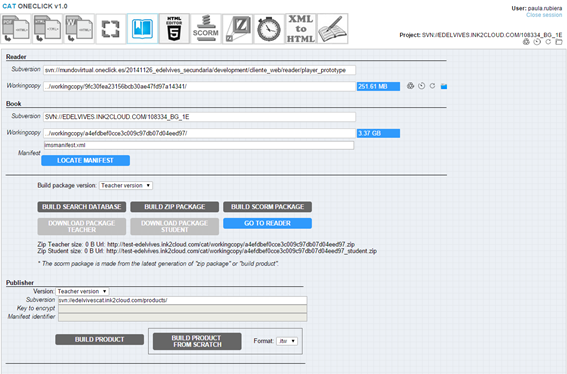 CAT ONECLICK v1.0
User: paula.rubiera
Close session
HTML EDITOR
SCORM
XML to HTML
Project: SVN://EDELVIVES.INK2CLOUD.COM/108334_BG_1E
Reader
Subversion svn://mundovirtual.oneclick.es/20141126_edelvives_secundaria/development/cliente_web/reader/player_prototype
Workingcopy ../workingcopy/9fc30fea23156bcb30ae47fd97a14341/ 251.61 MB
Book
Subversion SVN://EDELVIVES.INK2CLOUD.COM/108334_BG_1E
Workingcopy ../workingcopy/a4efdbef0cce3c009c97db07d04eed97/ 3.37 GB
Manifest imsmanifest.xml
LOCATE MANIFEST
Build package version: Teacher version
BUILD SEARCH DATABASE BUILD ZIP PACKAGE BUILD SCORM PACKAGE
DOWNLOAD PACKAGE TEACHER DOWNLOAD PACKAGE STUDENT GO TO READER
Zip Teacher size: 0 B Url: http://test-edelvives.ink2cloud.com/cat/workingcopy/a4efdbef0cce3c009c97db07d04eed97.zip
Zip Student size: 0 B Url: http://test-edelvives.ink2cloud.com/cat/workingcopy/a4efdbef0cce3c009c97db07d04eed97_student.zip
* The scorm package is made from the latest generation of "zip package" or "build product".
Publisher
Version: Teacher version
Subversion svn://edelvivescat.ink2cloud.com/products/
Key to encrypt
Manifest identifier
BUILD PRODUCT BUILD PRODUCT FROM SCRATCH Format: